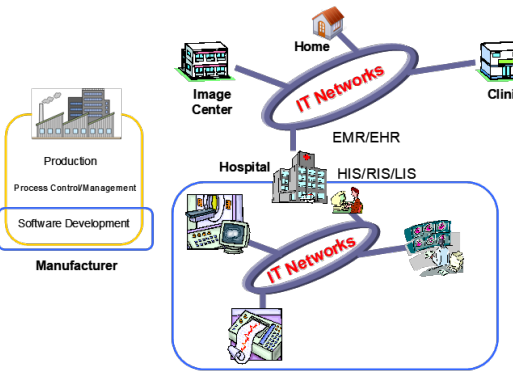 Home
IT Networks
Image
Center
Clini
EMR/EHR
Hospital
HIS/RIS/LIS
Production
Process Control/Management
Software Development
Manufacturer
IT Networks